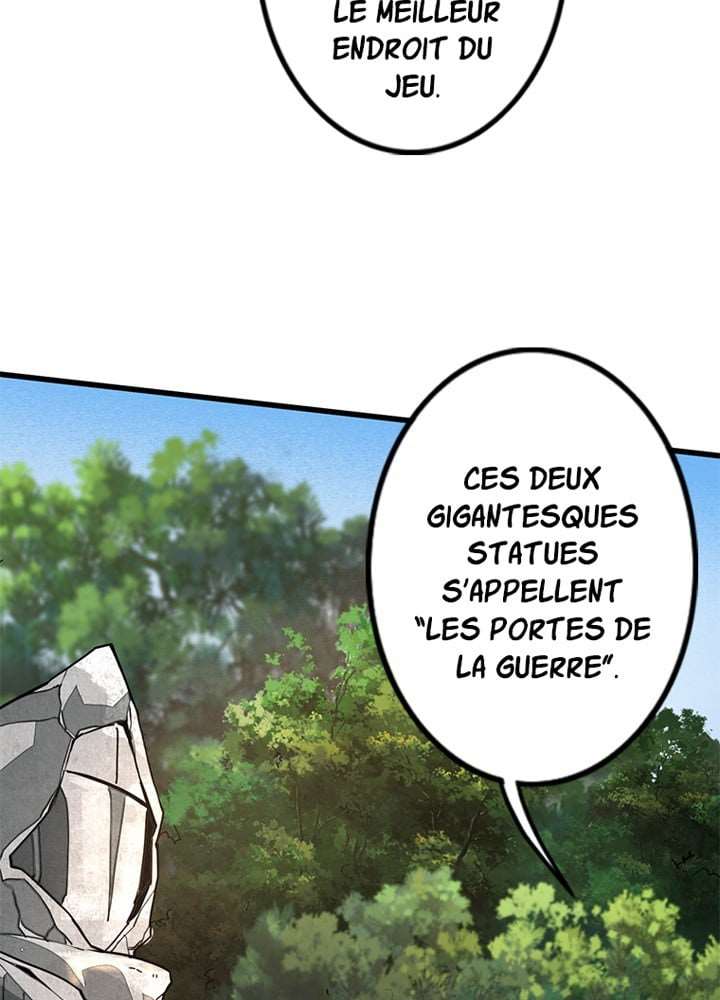 LE MEILLEUR
ENDROIT DU
JEU.
CES DEUX
GIGANTESQUES
STATUES
S'APPELLENT
"LES PORTES DE
LA GUERRE".